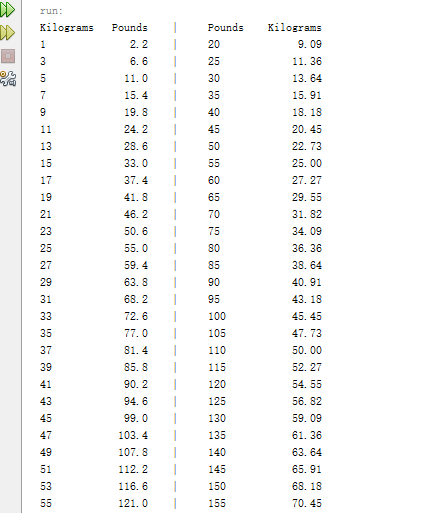 run:
Kilograms Pounds | Pounds Kilograms
1 2.2 | 20 9.09
3 6.6 | 25 11.36
5 11.0 | 30 13.64
7 15.4 | 35 15.91
9 19.8 | 40 18.18
11 24.2 | 45 20.45
13 28.6 | 50 22.73
15 33.0 | 55 25.00
17 37.4 | 60 27.27
19 41.8 | 65 29.55
21 46.2 | 70 31.82
23 50.6 | 75 34.09
25 55.0 | 80 36.36
27 59.4 | 85 38.64
29 63.8 | 90 40.91
31 68.2 | 95 43.18
33 72.6 | 100 45.45
35 77.0 | 105 47.73
37 81.4 | 110 50.00
39 85.8 | 115 52.27
41 90.2 | 120 54.55
43 94.6 | 125 56.82
45 99.0 | 130 59.09
47 103.4 | 135 61.36
49 107.8 | 140 63.64
51 112.2 | 145 65.91
53 116.6 | 150 68.18
55 121.0 | 155 70.45